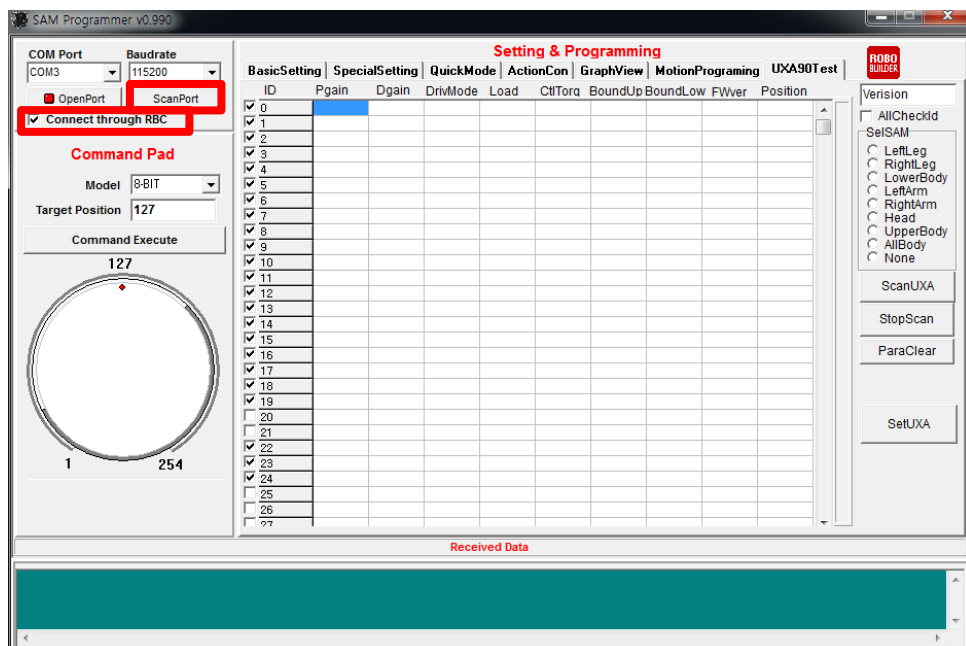 SAM Programmer v0.990
COM Port Baudrate
COM3 115200
OpenPort ScanPort
Connect through RBC
Command Pad
Model 8-BIT
Target Position 127
Command Execute
127
1 254
Setting & Programming
BasicSetting SpecialSetting QuickMode ActionCon GraphView MotionPrograming UXA90Test
ID Pgain Dgain DrivMode Load CtlTorq BoundUp BoundLow FWver Position
0
1
2
3
4
5
6
7
8
9
10
11
12
13
14
15
16
17
18
19
20
21
22
23
24
25
26
27
ROBO
BUILDER
Verision
AllCheckId
SelSAM
LeftLeg
RightLeg
LowerBody
LeftArm
RightArm
Head
UpperBody
AllBody
None
ScanUXA
StopScan
ParaClear
SetUXA
Received Data